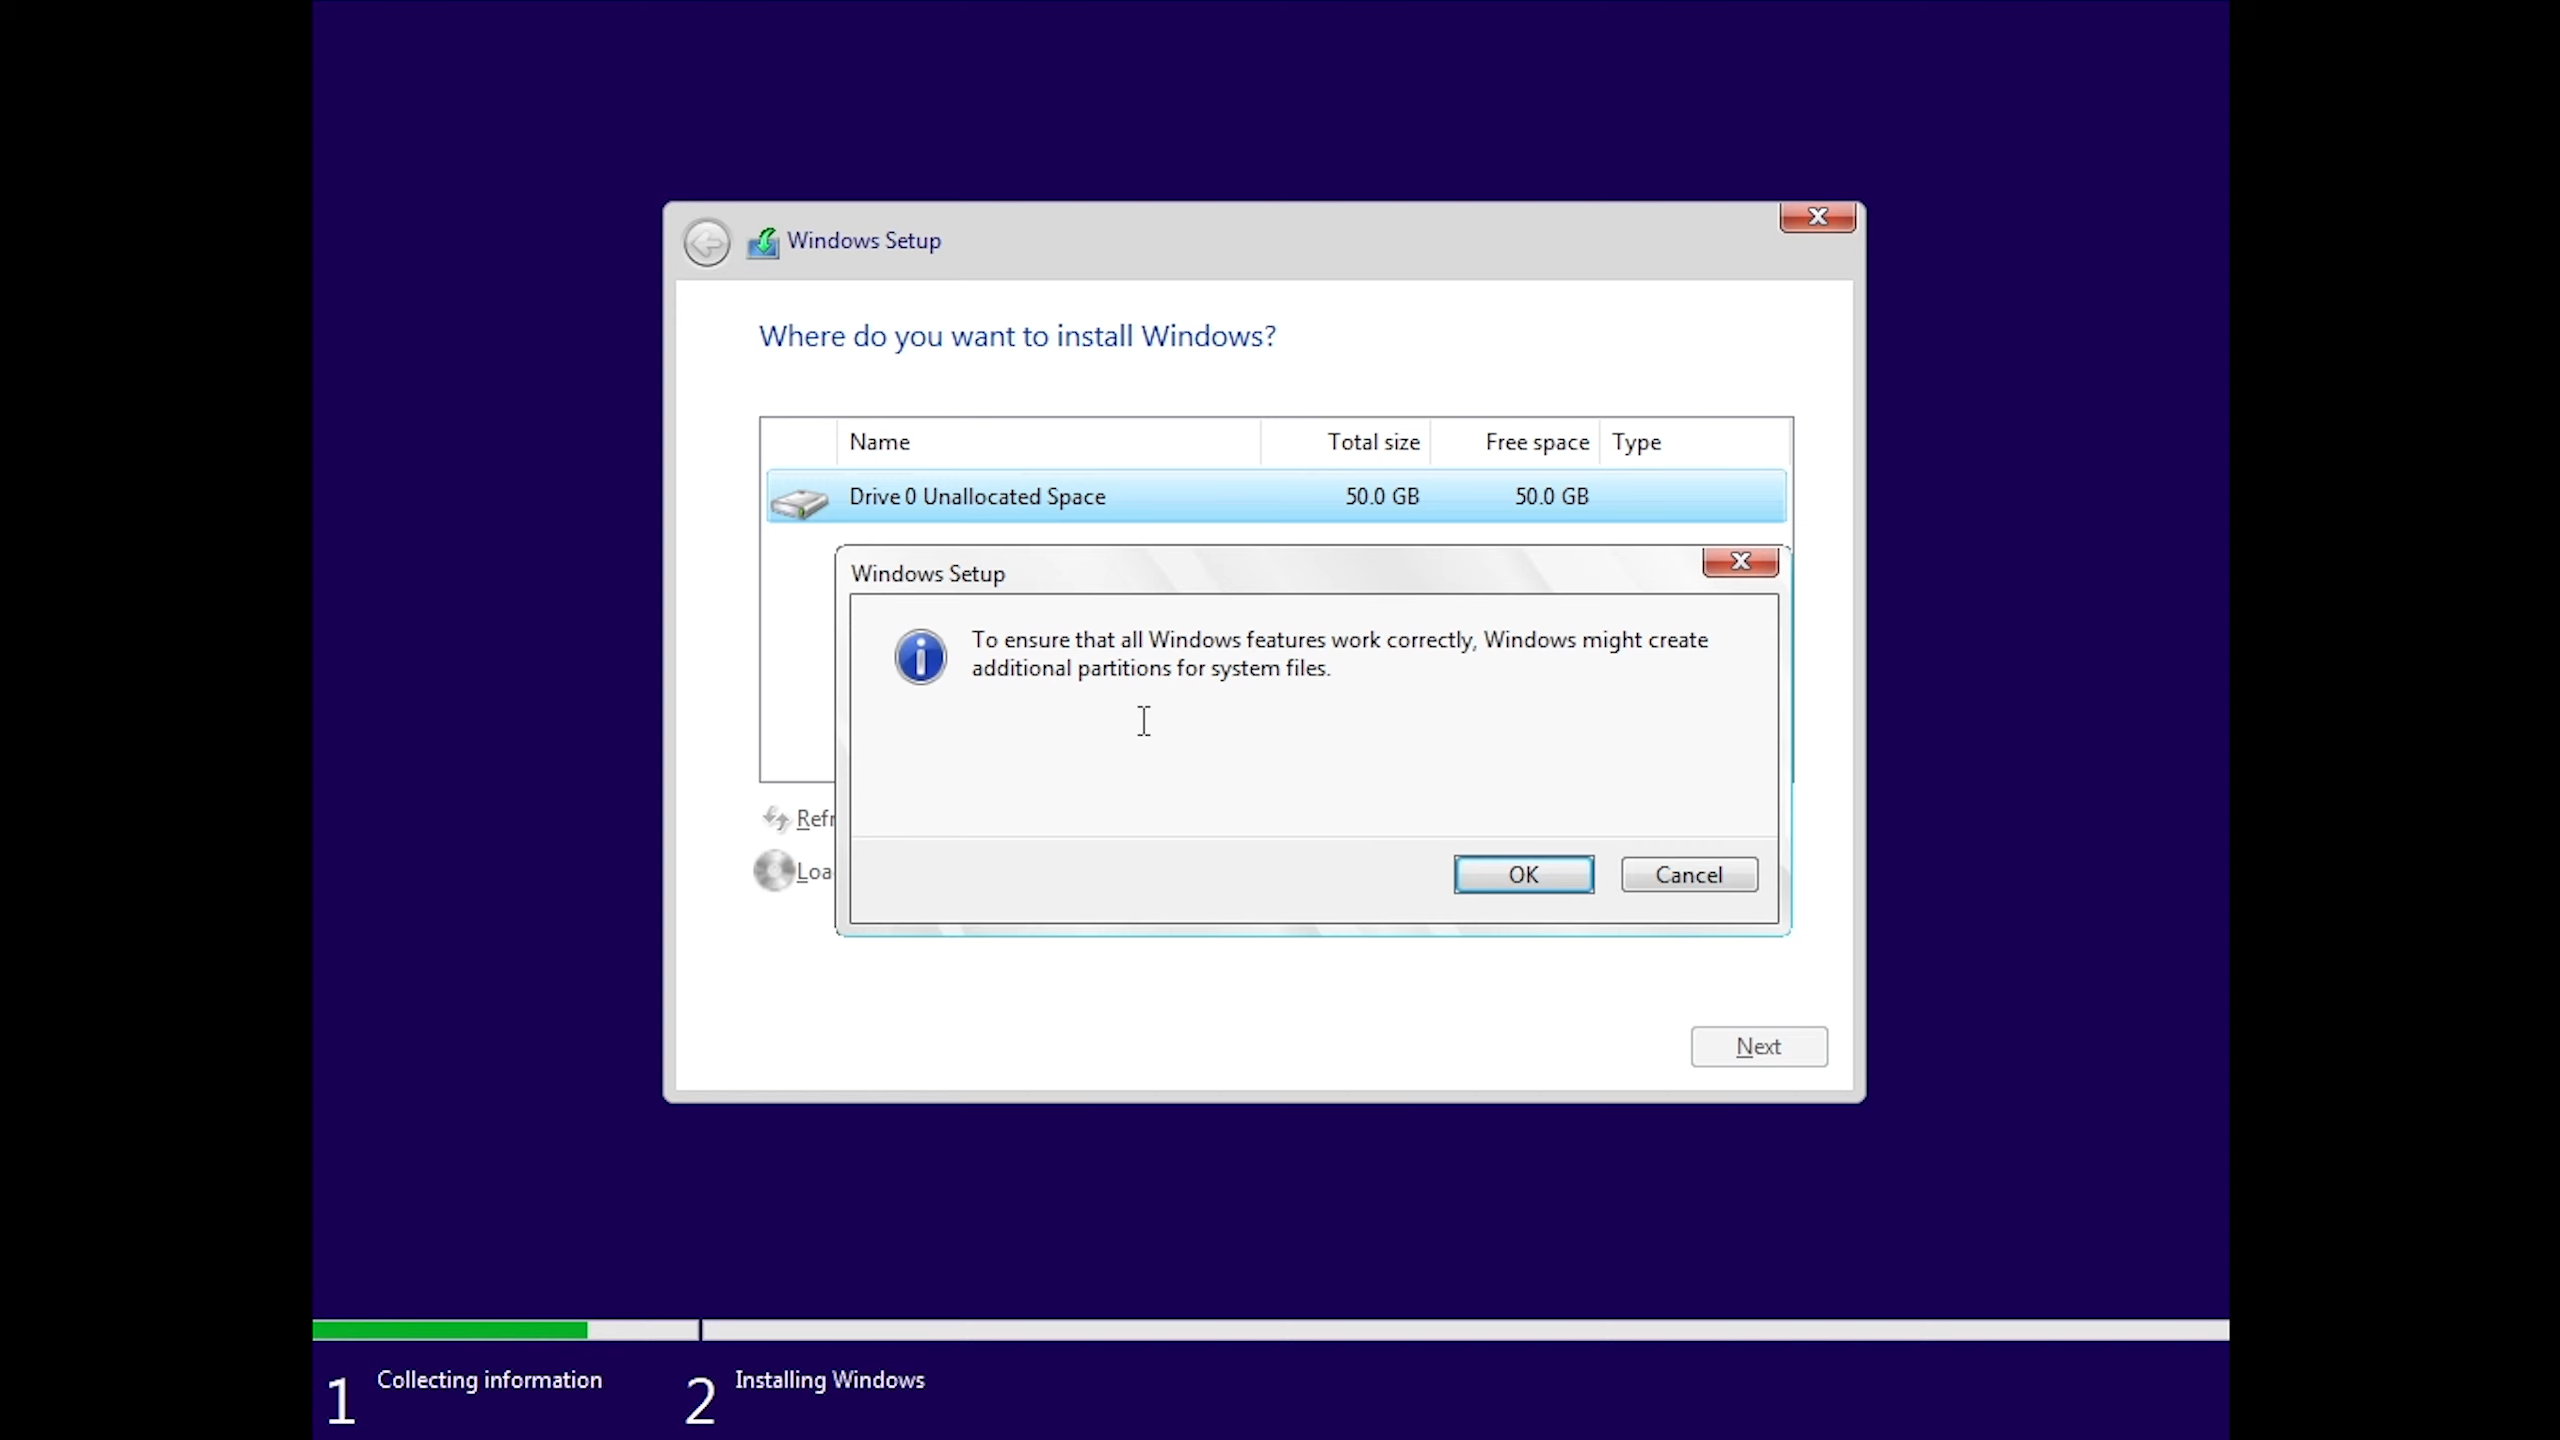 Windows Setup
Where do you want to install Windows?
Name Total size Free space Type
Drive 0 Unallocated Space 50.0 GB 50.0 GB
Windows Setup
To ensure that all Windows features work correctly, Windows might create
additional partitions for system files.
Refr
Loa
OK Cancel
Next
1 Collecting information 2 Installing Windows